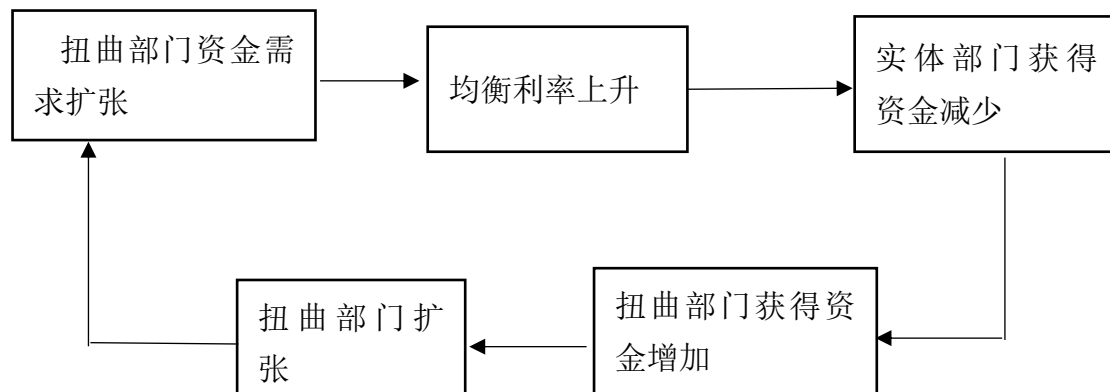 扭曲部门资金需
求扩张
均衡利率上升
实体部门获得
资金减少
扭曲部门获得资
金增加
扭曲部门扩
张